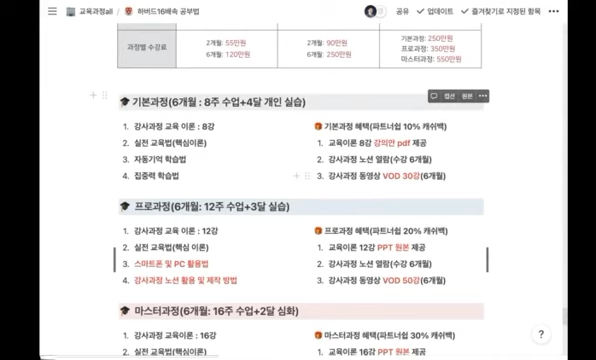 교육과정all / 하버드16배속 공부법
공유 업데이트 즐겨찾기로 지정된 항목
과정별 수강료
2개월: 55만원
6개월: 120만원
2개월: 90만원
6개월: 250만원
기본과정: 250만원
프로과정: 350만원
마스터과정: 550만원
기본과정(6개월 : 8주 수업+4달 개인 실습)
캡션 원본
1. 강사과정 교육 이론 : 8강
2. 실전 교육법(핵심이론)
3. 자동기억 학습법
4. 집중력 학습법
기본과정 혜택(파트너쉽 10% 캐쉬백)
1. 교육이론 8강 강의안 pdf 제공
2. 강사과정 노션 열람(수강 6개월)
3. 강사과정 동영상 VOD 30강(6개월)
프로과정(6개월: 12주 수업+3달 실습)
1. 강사과정 교육 이론 : 12강
2. 실전 교육법(핵심 이론)
3. 스마트폰 및 PC 활용법
4. 강사과정 노션 활용 및 제작 방법
프로과정 혜택(파트너쉽 20% 캐쉬백)
1. 교육이론 12강 PPT 원본 제공
2. 강사과정 노션 열람(수강 6개월)
3. 강사과정 동영상 VOD 50강(6개월)
마스터과정(6개월: 16주 수업+2달 심화)
1. 강사과정 교육 이론 : 16강
2. 실전 교육법(핵심 이론)
마스터과정 혜택(파트너쉽 30% 캐쉬백)
1. 교육이론 16강 PPT 원본 제공
?